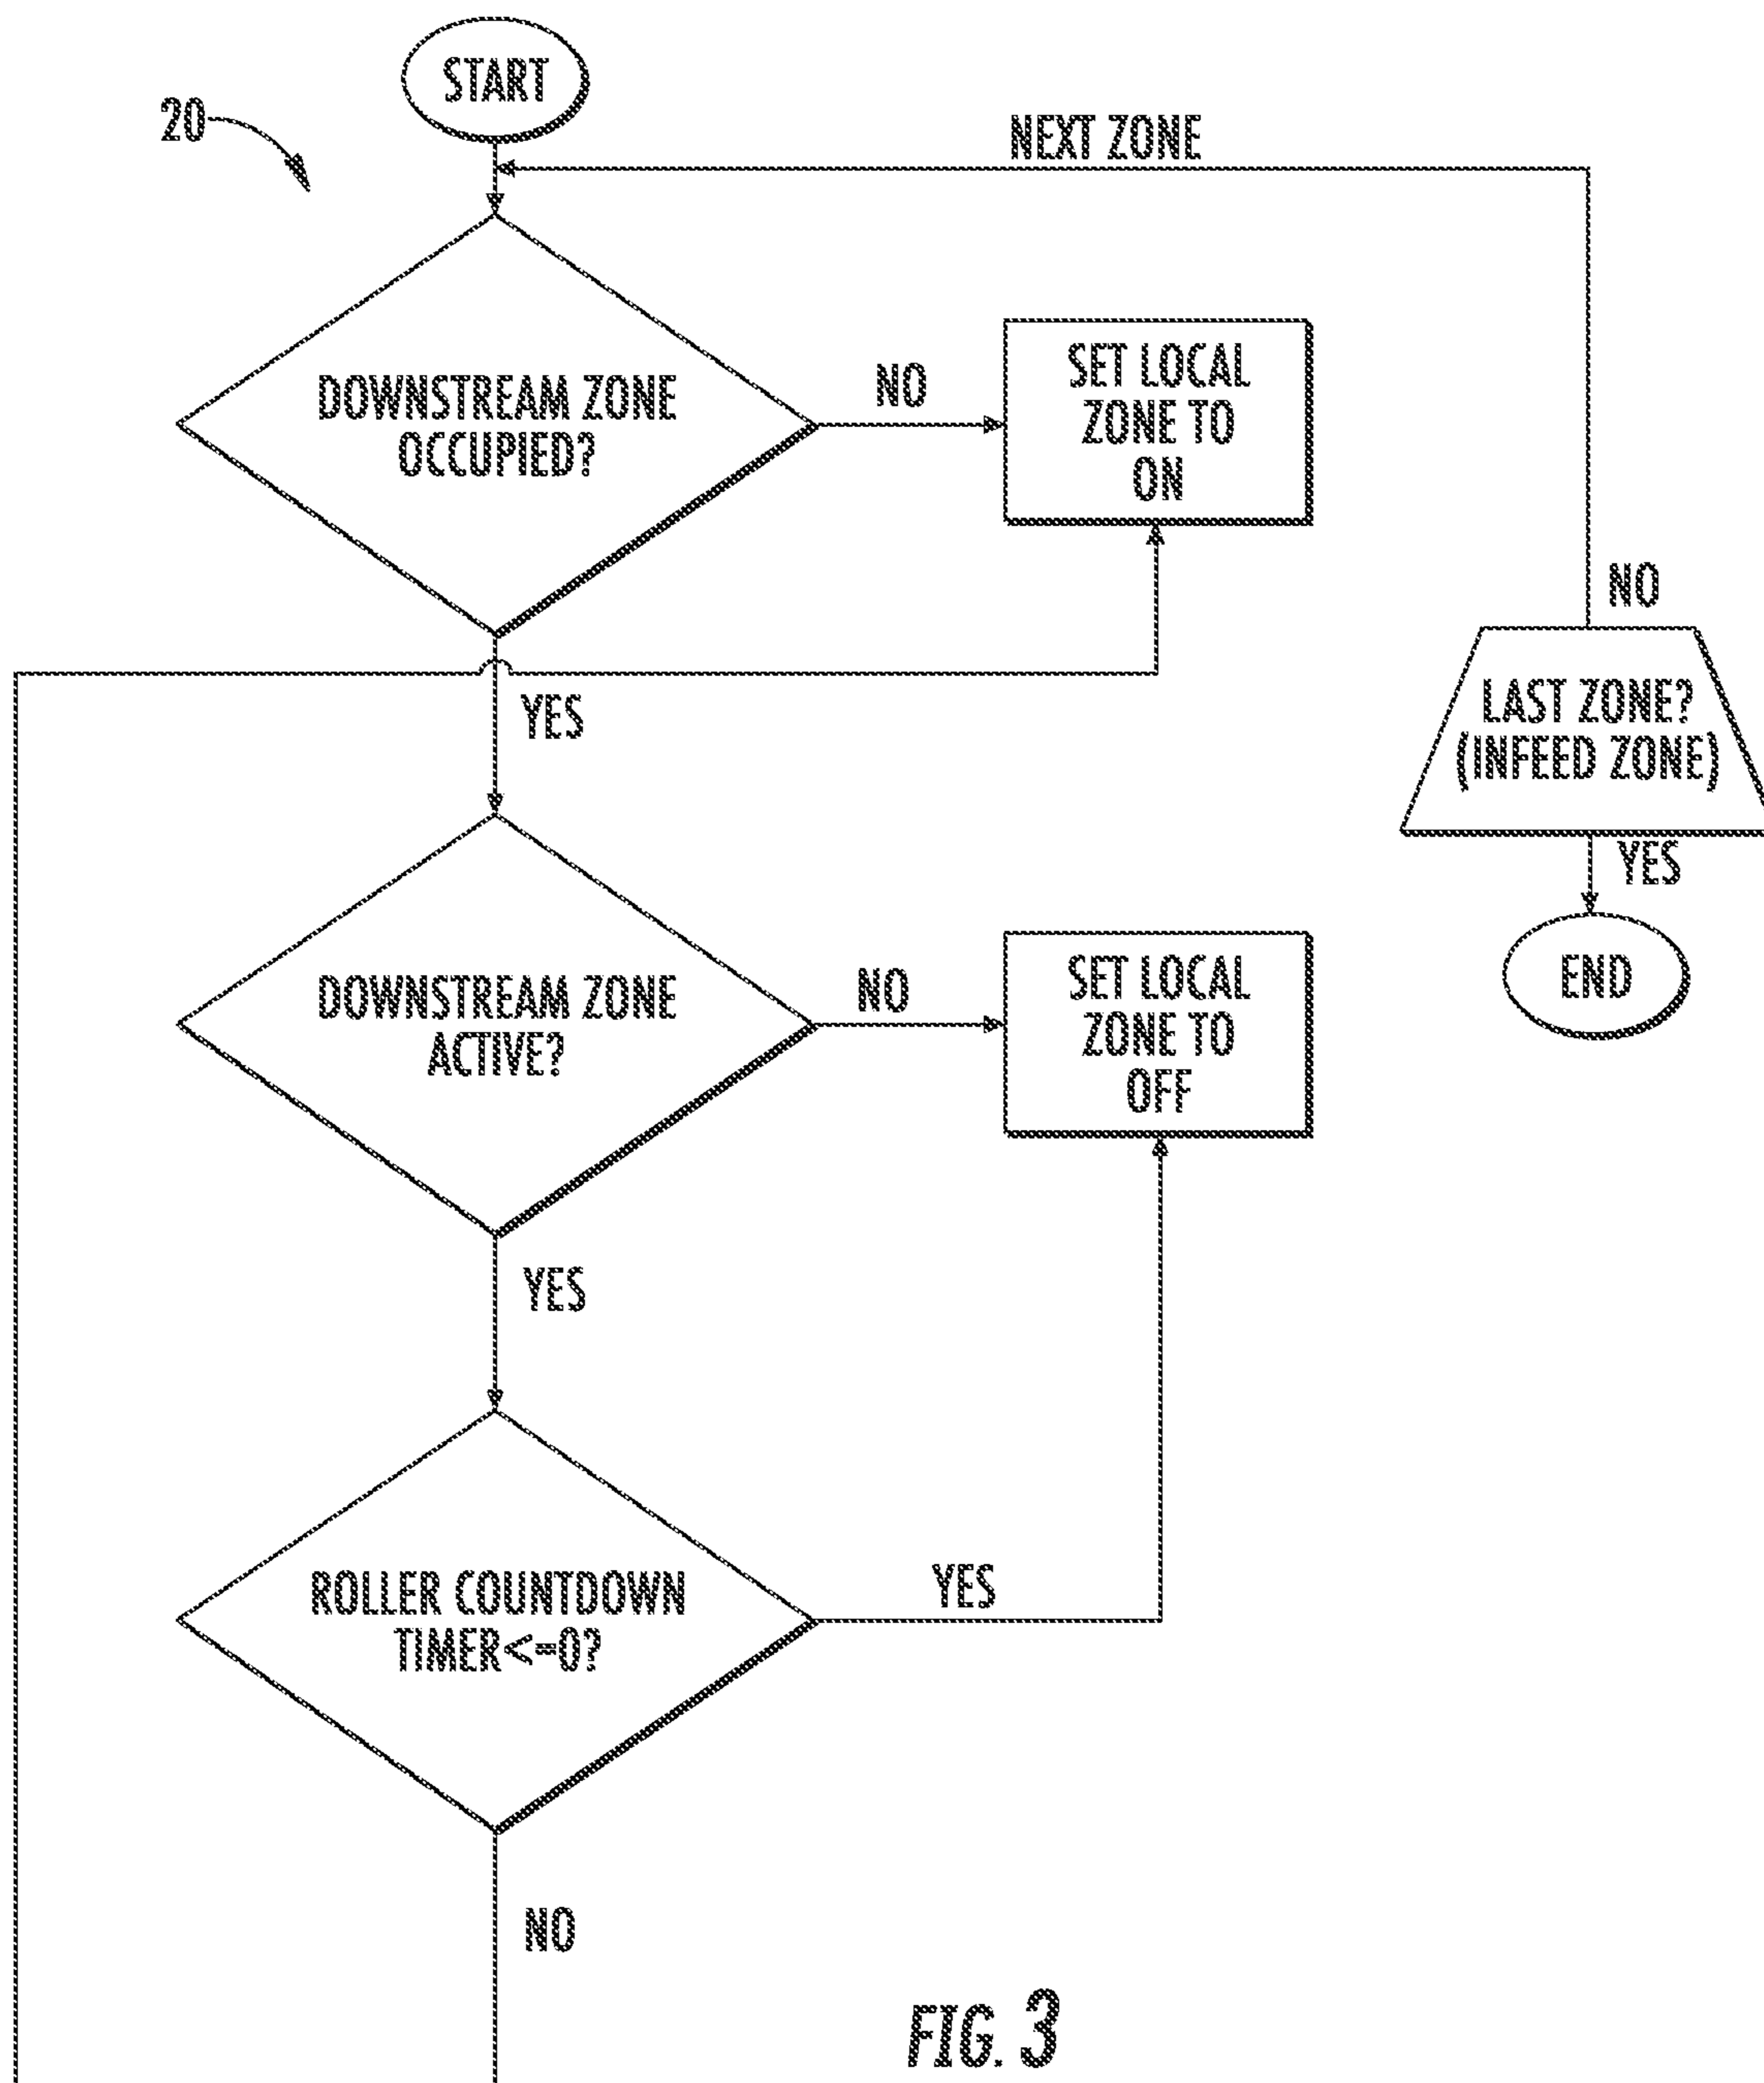 START
20
NEXT ZONE
DOWNSTREAM ZONE
OCCUPIED?
NO
SET LOCAL
ZONE TO
ON
NO
YES
LAST ZONE?
(INFEED ZONE)
YES
END
DOWNSTREAM ZONE
ACTIVE?
NO
SET LOCAL
ZONE TO
OFF
YES
ROLLER COUNTDOWN
TIMER<=0?
YES
NO
FIG. 3